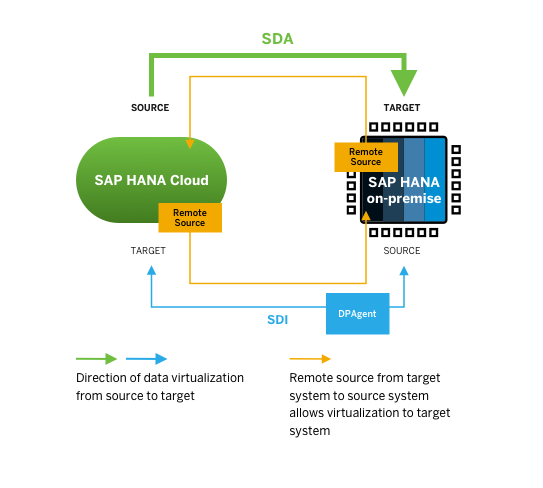 SDA
SOURCE
TARGET
Remote
Source
SAP HANA Cloud
SAP HANA
on-premise
Remote
Source
TARGET
SOURCE
DPAgent
SDI
Direction of data virtualization
from source to target
Remote source from target
system to source system
allows virtualization to target
system